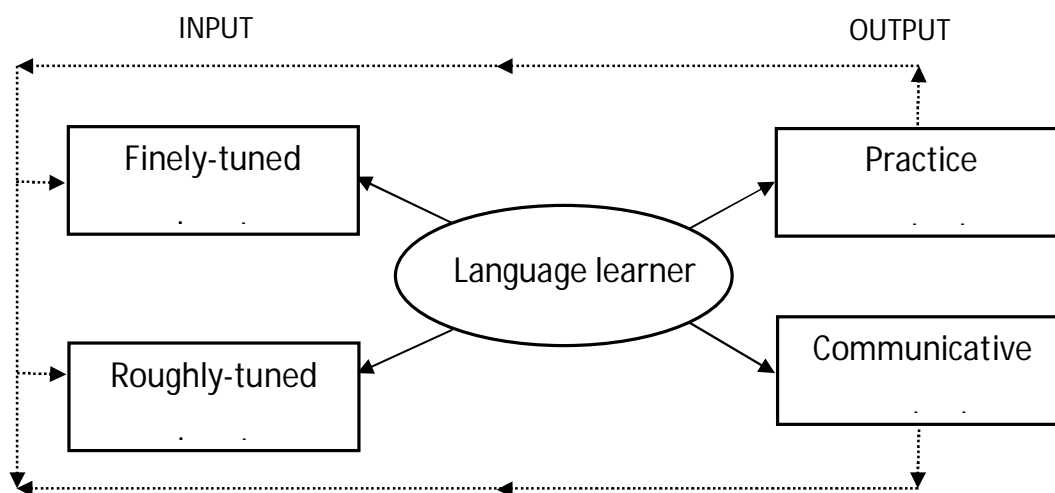 INPUT
OUTPUT
Finely-tuned
Practice
Language learner
Roughly-tuned
Communicative